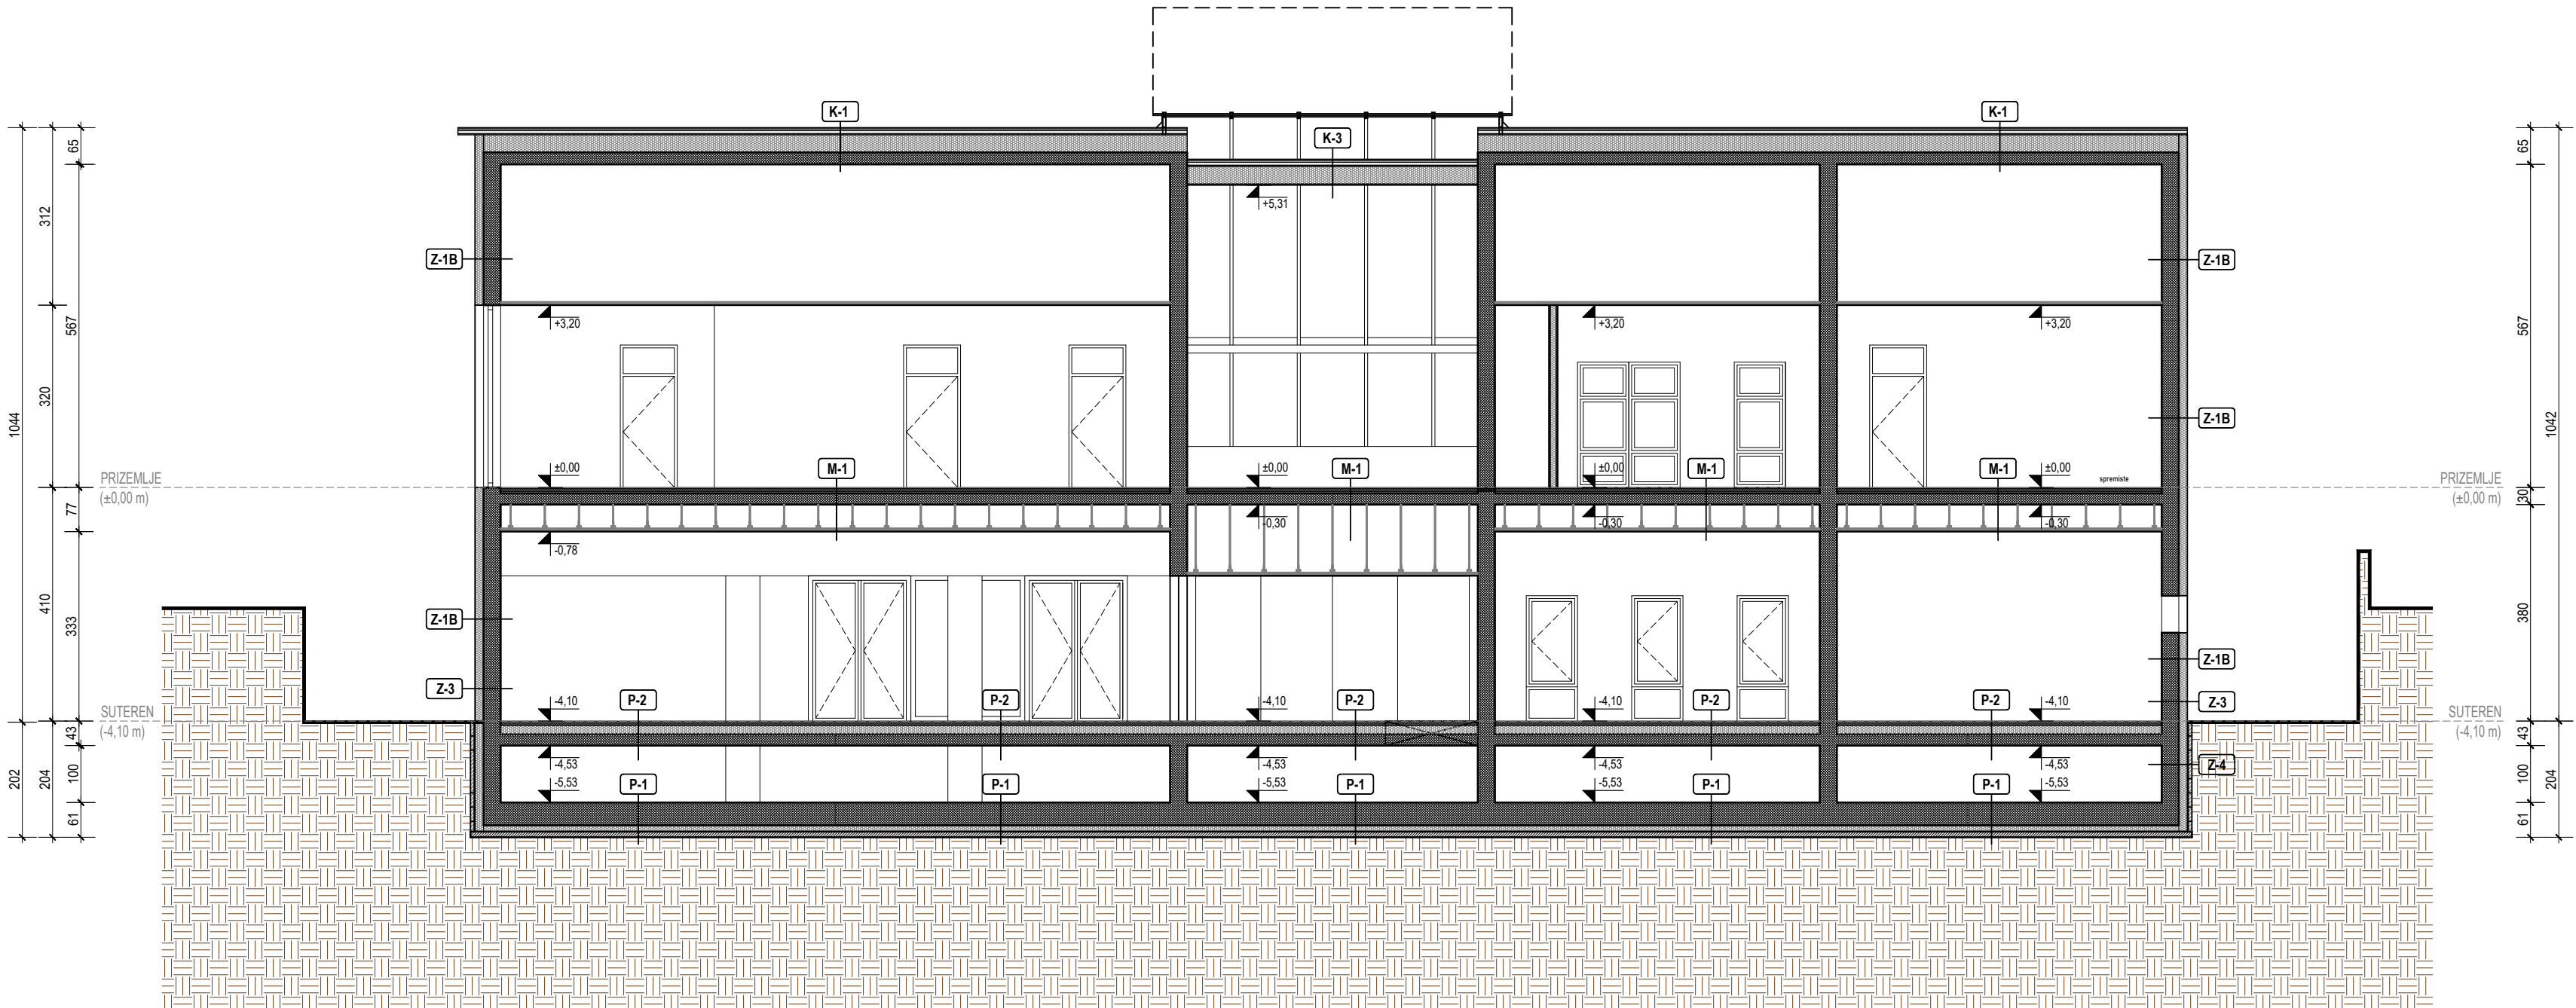 K-1
K-1
K-3
65
65
+5,31
312
Z-1B
Z-1B
567
567
+3,20
+3,20
+3,20
320
1044
1042
Z-1B
PRIZEMLJE
(±0,00 m)
±0,00
M-1
±0,00
M-1
±0,00
M-1
M-1
±0,00
spremiste
PRIZEMLJE
(±0,00 m)
77
30
-0,30
-0,30
-0,30
-0,78
410
333
380
Z-1B
Z-1B
Z-3
Z-3
SUTEREN
(-4,10 m)
-4,10
P-2
P-2
-4,10
P-2
-4,10
P-2
P-2
-4,10
SUTEREN
(-4,10 m)
43
43
-4,53
-4,53
-4,53
-4,53
Z-4
202
204
100
100
204
-5,53
P-1
P-1
-5,53
P-1
-5,53
P-1
P-1
-5,53
61
61